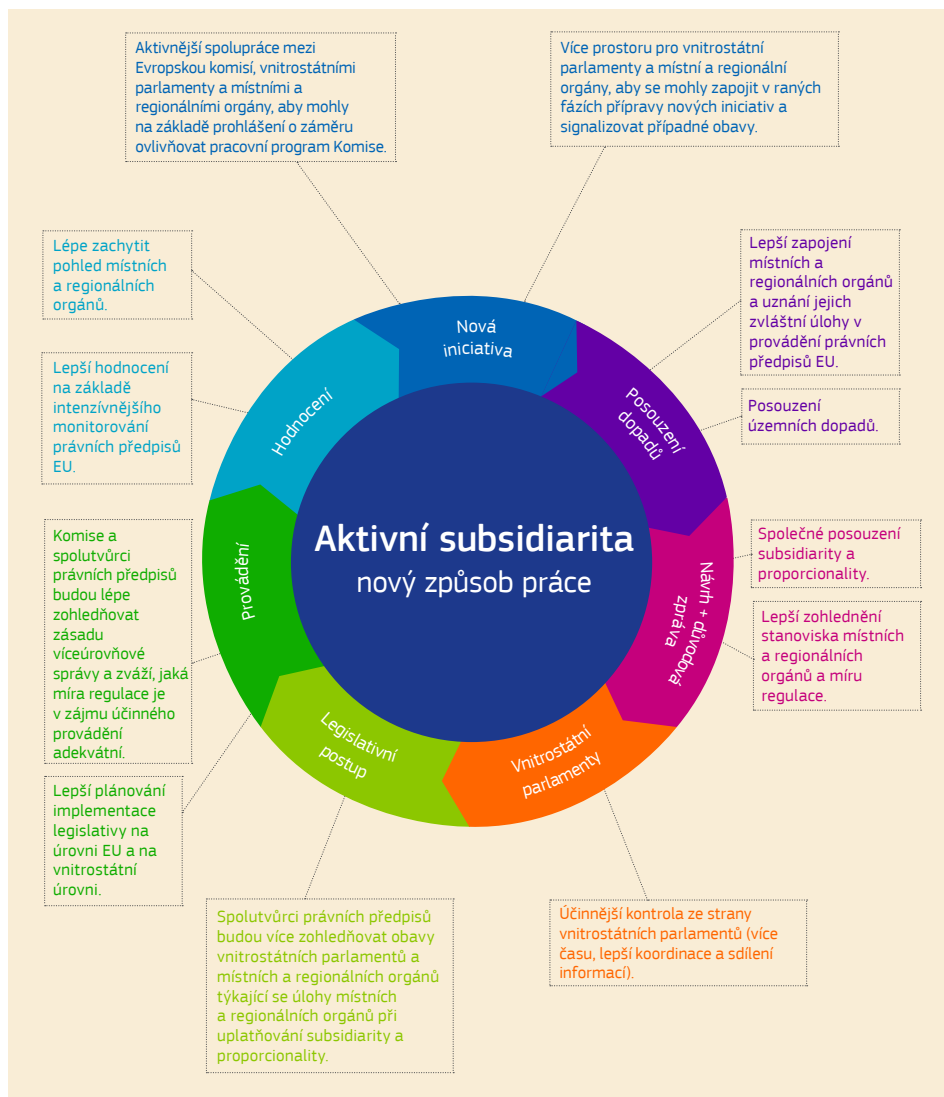 Aktivnější spolupráce mezi
Evropskou komisí, vnitrostátními
parlamenty a místními a
regionálními orgány, aby mohly
na základě prohlášení o záměru
ovlivňovat pracovní program Komise.
Více prostoru pro vnitrostátní
parlamenty a místní a regionální
orgány, aby se mohly zapojit v raných
fázích přípravy nových iniciativ a
signalizovat případné obavy.
Lépe zachytit
pohled místních
a regionálních
orgánů.
Lepší zapojení
místních a
regionálních orgánů
a uznání jejich
zvláštní úlohy v
provádění právních
předpisů EU.
Lepší hodnocení
na základě
intenzívnějšího
monitorování
právních předpisů
EU.
Posouzení
územních dopadů.
Nová
iniciativa
Posouzení
dopadů
Návrh + důvodová
zpráva
Vnitrostátní
parlamenty
Legislativní
postup
Provádění
Hodnocení
Aktivní subsidiarita
nový způsob práce
Společné posouzení
subsidiarity a
proporcionality.
Lepší zohlednění
stanoviska místních
a regionálních
orgánů a míru
regulace.
Komise a
spolutvůrci
právních předpisů
budou lépe
zohledňovat
zásadu
víceúrovňové
správy a zváží, jaká
míra regulace je
v zájmu účinného
provádění
adekvátní.
Lepší plánování
implementace
legislativy na
úrovni EU a na
vnitrostátní
úrovni.
Spolutvůrci právních předpisů
budou více zohledňovat obavy
vnitrostátních parlamentů a
místních a regionálních orgánů
týkající se úlohy místních
a regionálních orgánů při
uplatňování subsidiarity a
proporcionality.
Účinnější kontrola ze strany
vnitrostátních parlamentů (více
času, lepší koordinace a sdílení
informací).